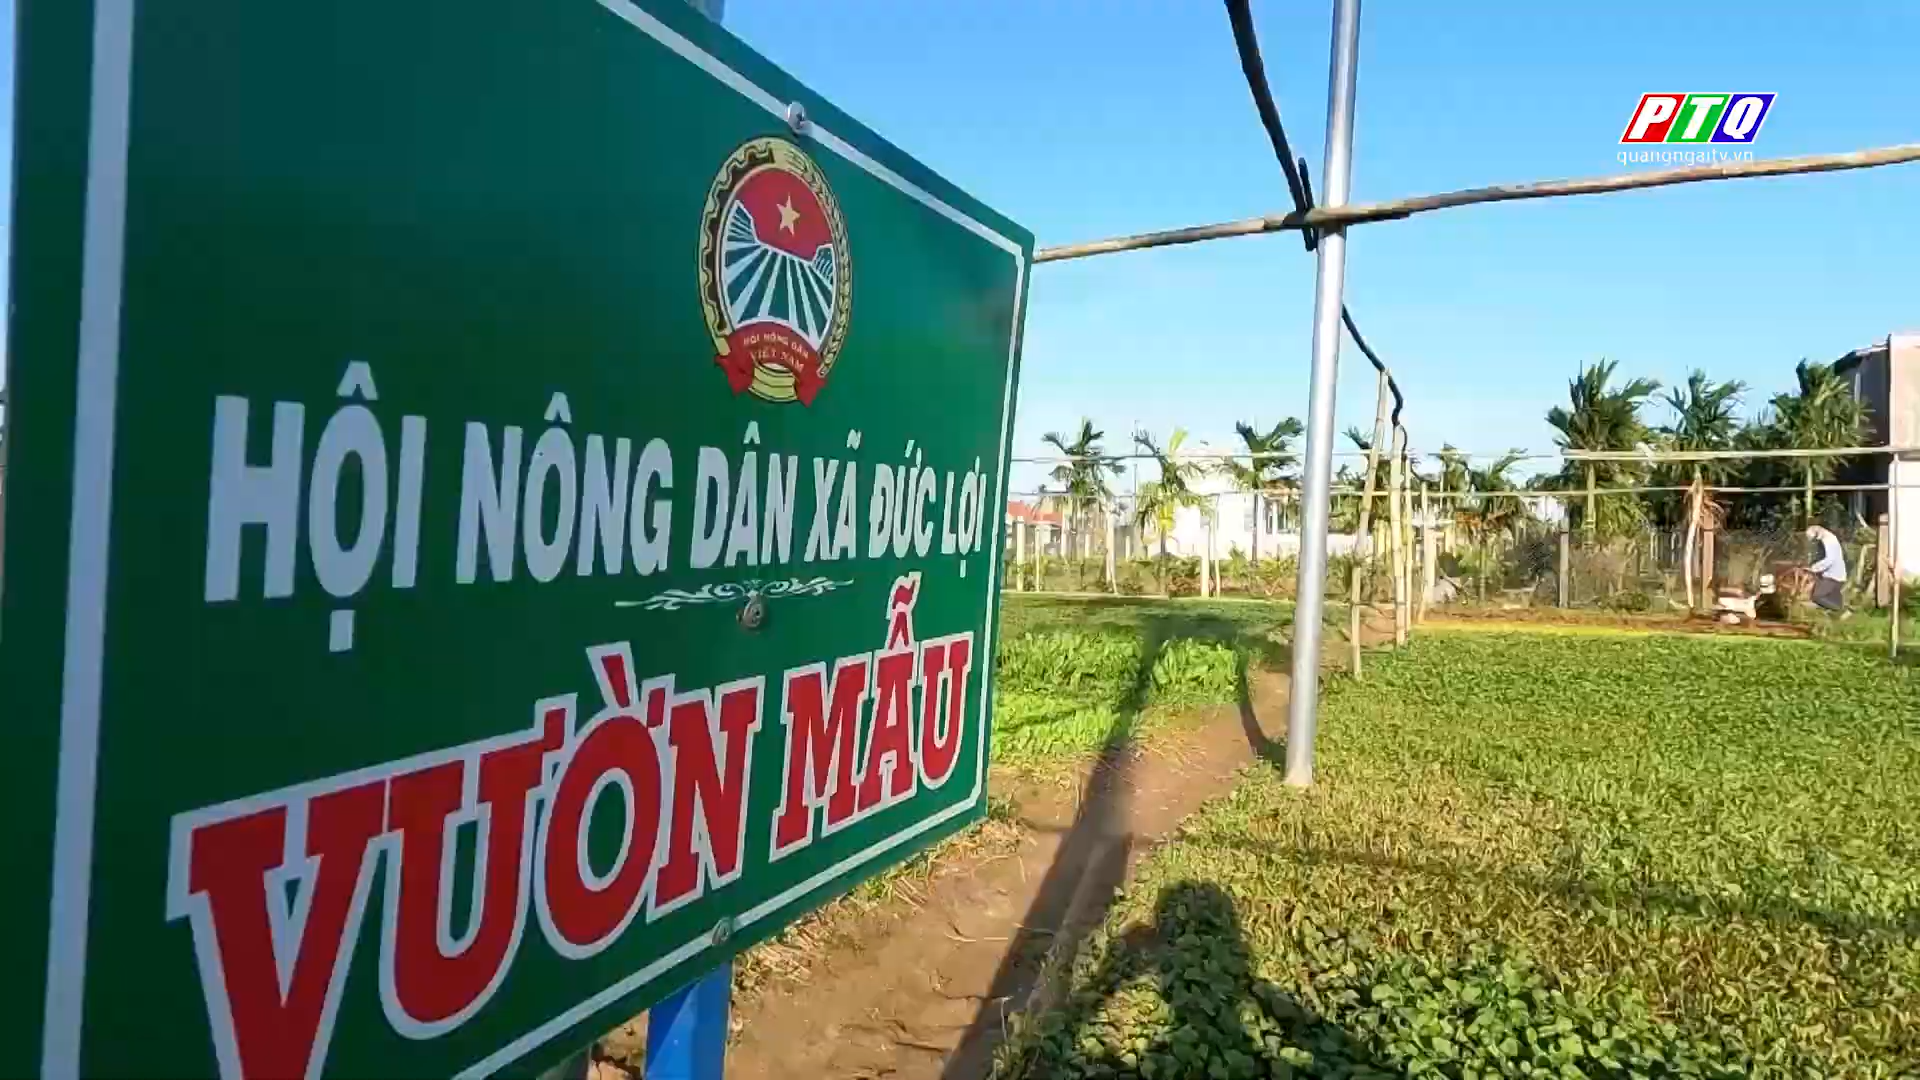 PTQ
quangngaitv.vn
HỘI NÔNG DÂN
VIỆT NAM
HỘI NÔNG DÂN XÃ ĐỨC LỢI
VƯỜN MẪU